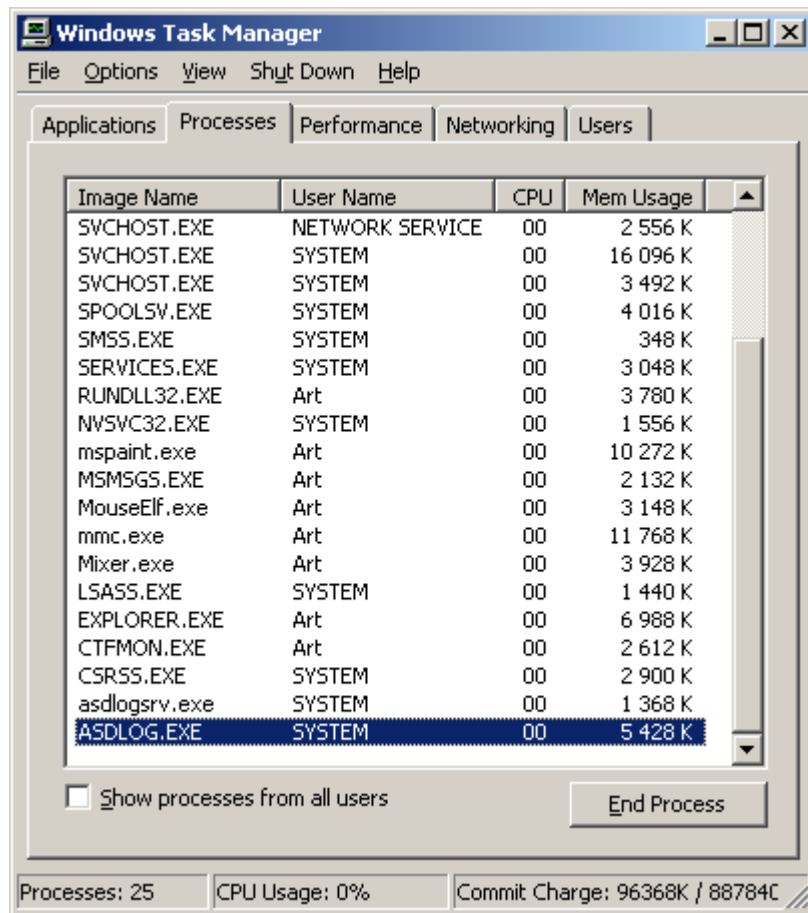 Windows Task Manager
File Options View Shut Down Help
Applications Processes Performance Networking Users
Image Name User Name CPU Mem Usage
SVCHOST.EXE NETWORK SERVICE 00 2 556 K
SVCHOST.EXE SYSTEM 00 16 096 K
SVCHOST.EXE SYSTEM 00 3 492 K
SPOOLSV.EXE SYSTEM 00 4 016 K
SMSS.EXE SYSTEM 00 348 K
SERVICES.EXE SYSTEM 00 3 048 K
RUNDLL32.EXE Art 00 3 780 K
NVSVC32.EXE SYSTEM 00 1 556 K
mspaint.exe Art 00 10 272 K
MSMSGS.EXE Art 00 2 132 K
MouseElf.exe Art 00 3 148 K
mmc.exe Art 00 11 768 K
Mixer.exe Art 00 3 928 K
LSASS.EXE SYSTEM 00 1 440 K
EXPLORER.EXE Art 00 6 988 K
CTFMON.EXE Art 00 2 612 K
CSRSS.EXE SYSTEM 00 2 900 K
asdlogsrv.exe SYSTEM 00 1 368 K
ASDLOG.EXE SYSTEM 00 5 428 K
Show processes from all users
End Process
Processes: 25 CPU Usage: 0% Commit Charge: 96368K /